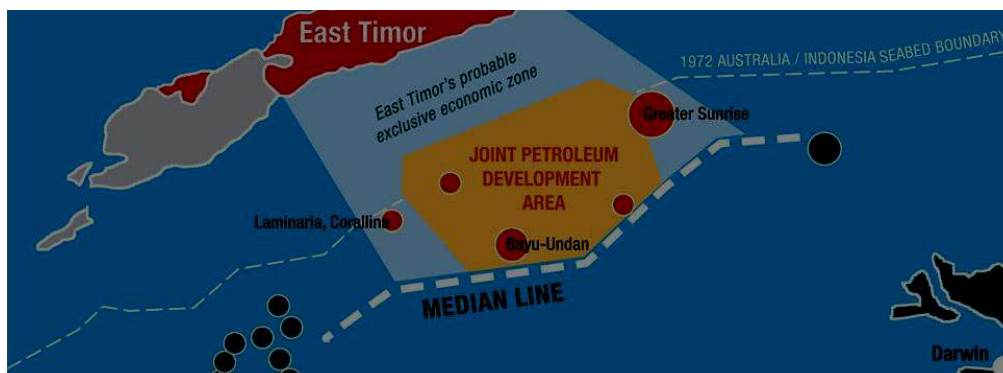 East Timor
1972 AUSTRALIA / INDONESIA SEABED BOUNDARY
East Timor's probable
exclusive economic zone
Greater Sunrise
JOINT PETROLEUM
DEVELOPMENT
AREA
Laminaria, Corallina
Bayu-Undan
MEDIAN LINE
Darwin